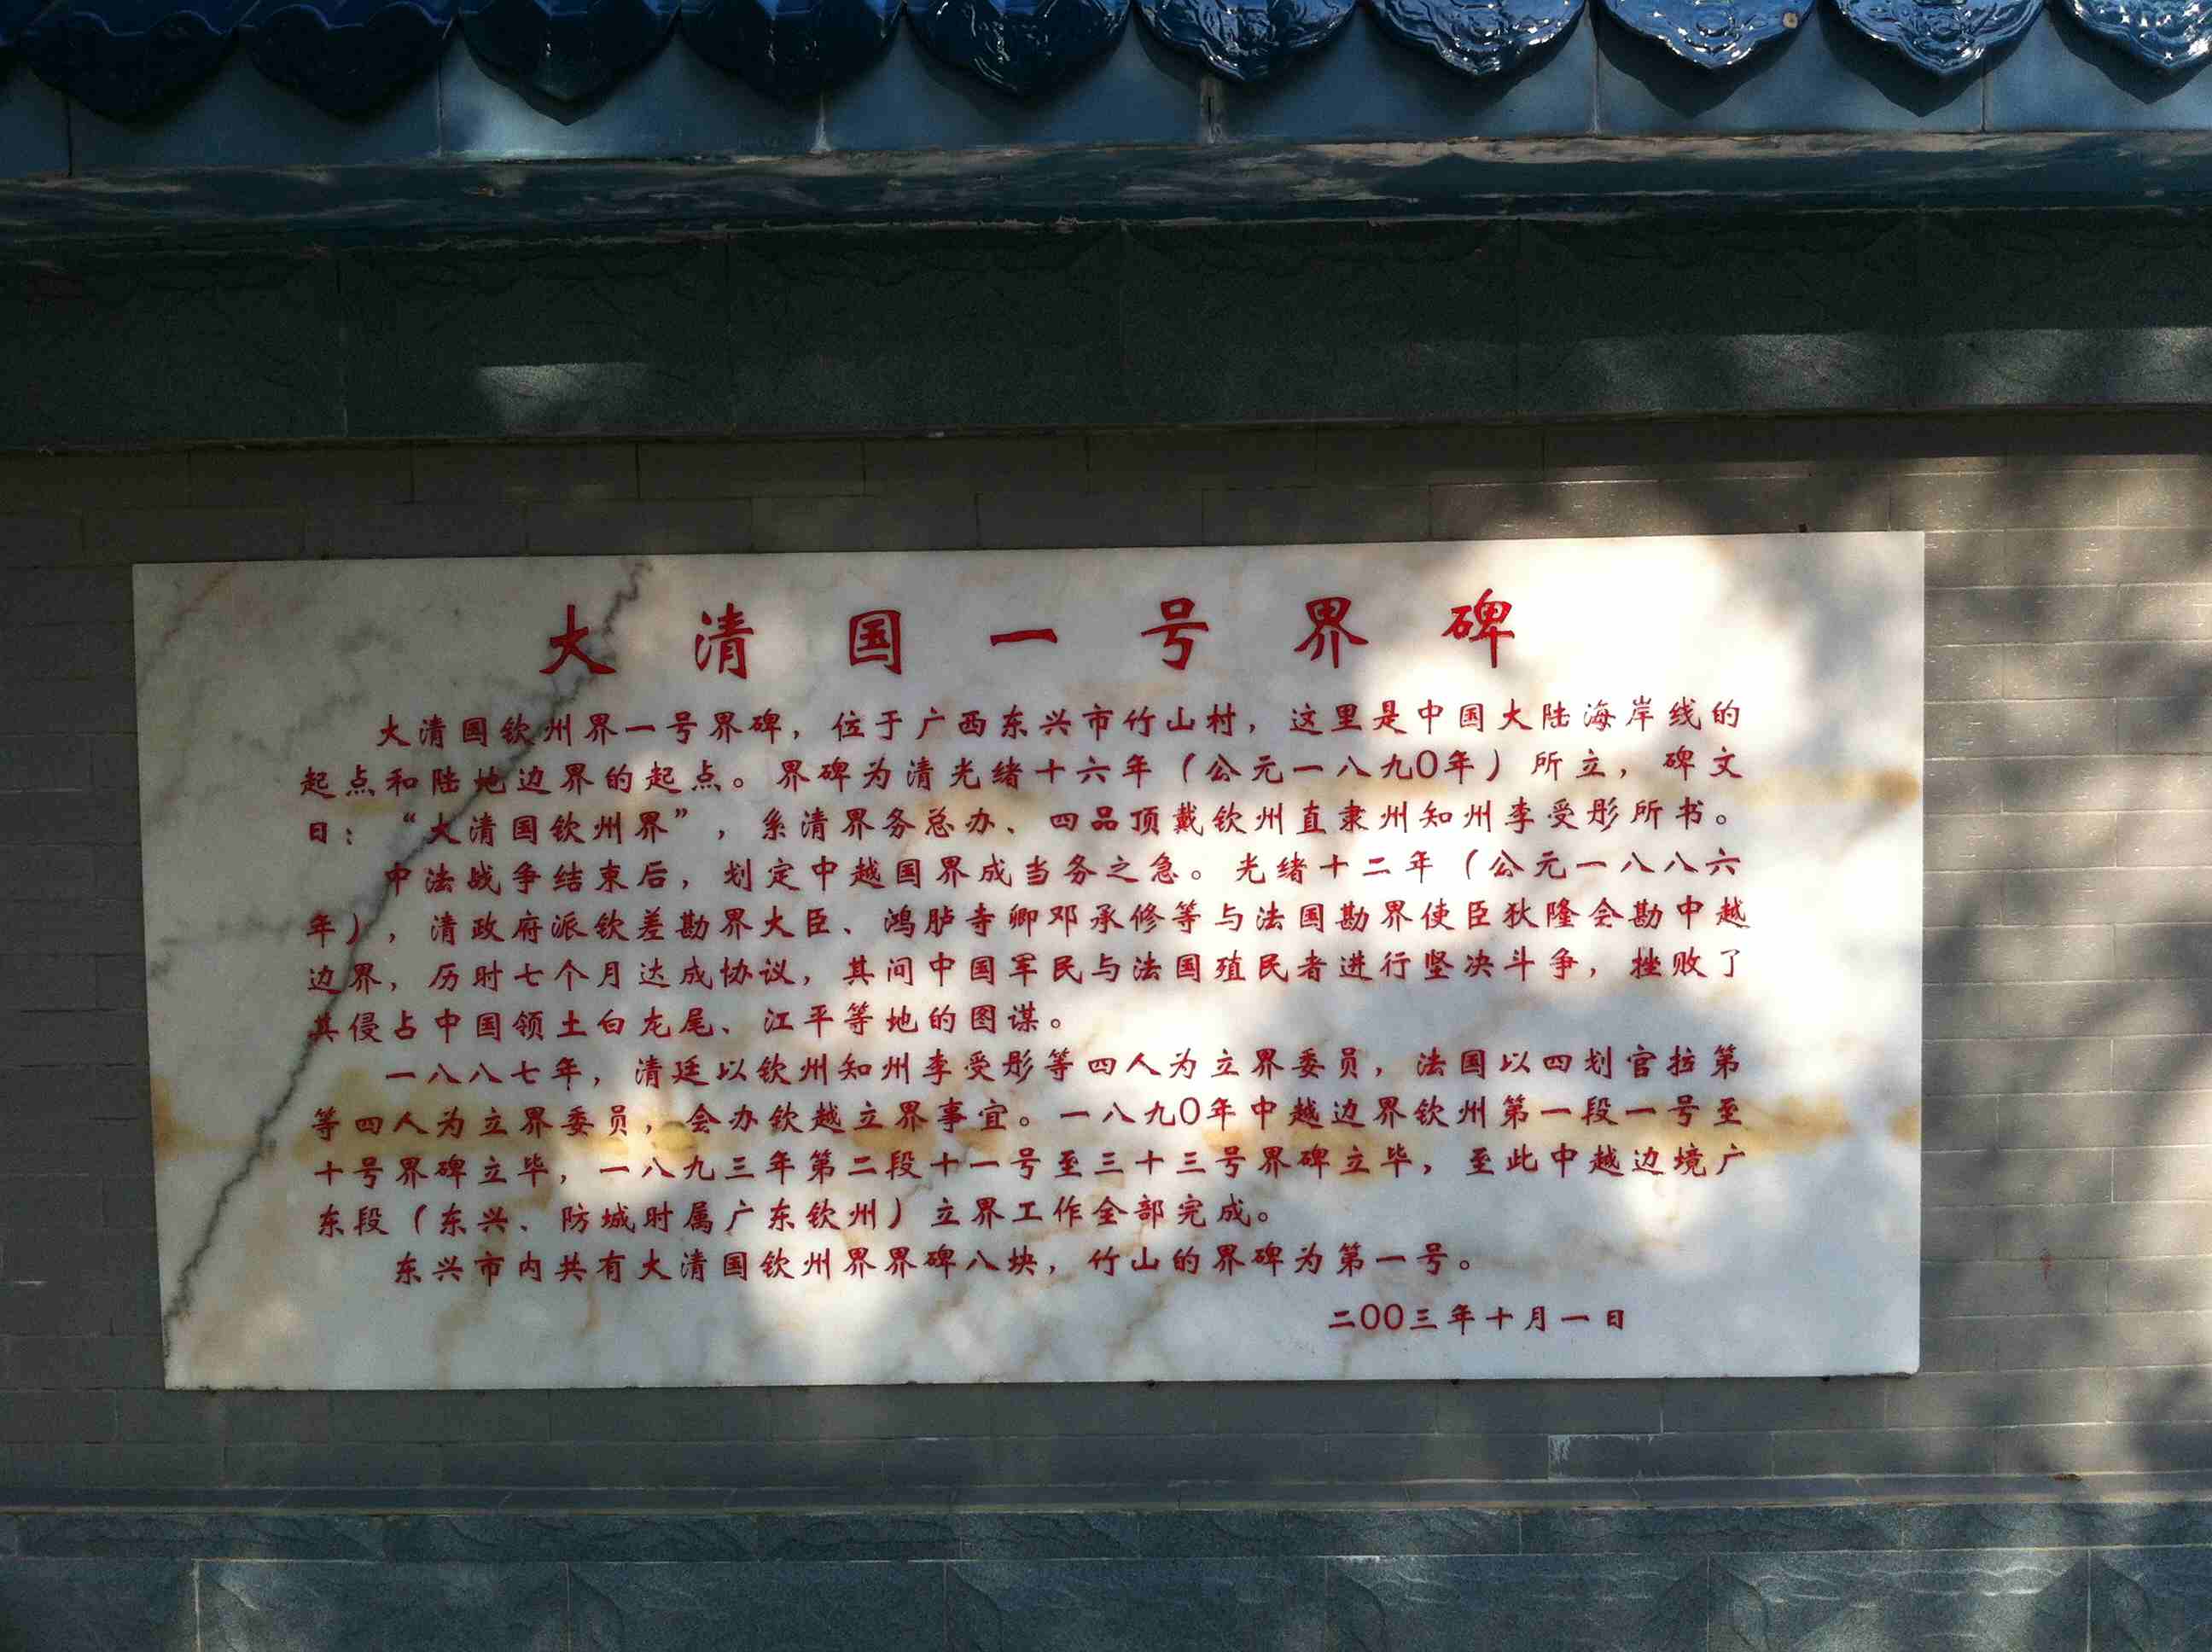 大清国一号界碑
大清国钦州界一号界碑，位于广西东兴市竹山村，这里是中国大陆海岸线的
起点和陆地边界的起点。界碑为清光绪十六年（公元一八九0年）所立，碑文
曰：“大清国钦州界”，系清界务总办、四品顶戴钦州直隶州知州李受彤所书。
中法战争结束后，划定中越国界成当务之急。光绪十二年（公元一八八六
年），清政府派钦差勘界大臣、鸿胪寺卿邓承修等与法国勘界使臣狄隆会勘中越
边界，历时七个月达成协议，其间中国军民与法国殖民者进行坚决斗争，挫败了
其侵占中国领土白龙尾、江平等地的图谋。
一八八七年，清廷以钦州知州李受彤等四人为立界委员，法国以四划官拉第
等四人为立界委员，会办钦越立界事宜。一八九0年中越边界钦州第一段一号至
十号界碑立毕，一八九三年第二段十一号至三十三号界碑立毕，至此中越边境广
东段（东兴、防城时属广东钦州）立界工作全部完成。
东兴市内共有大清国钦州界界碑八块，竹山的界碑为第一号。
二00三年十月一日